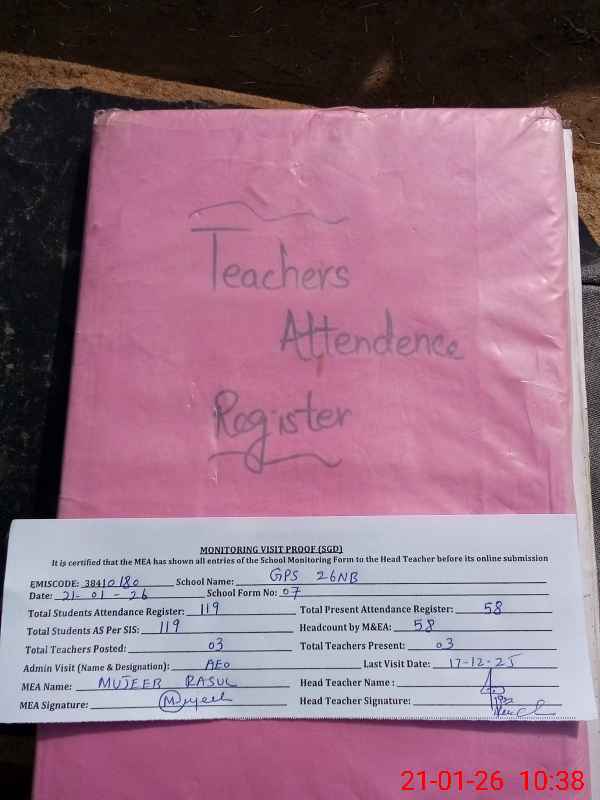 Teachers
Attendence
Register
MONITORING VISIT PROOF (SGD)
It is certified that the MEA has shown all entries of the School Monitoring Form to the Head Teacher before its online submission
EMISCODE: 38410180 School Name: GPS 26NB
Date: 21-01-26 School Form No: 07
Total Students Attendance Register: 119 Total Present Attendance Register: 58
Total Students AS Per SIS: 119 Headcount by M&EA: 58
Total Teachers Posted: 03 Total Teachers Present: 03
Admin Visit (Name & Designation): AEO Last Visit Date: 17-12-25
MEA Name: MUJEER RASUL Head Teacher Name :
MEA Signature: Mujeeb Head Teacher Signature:
21-01-26 10:38